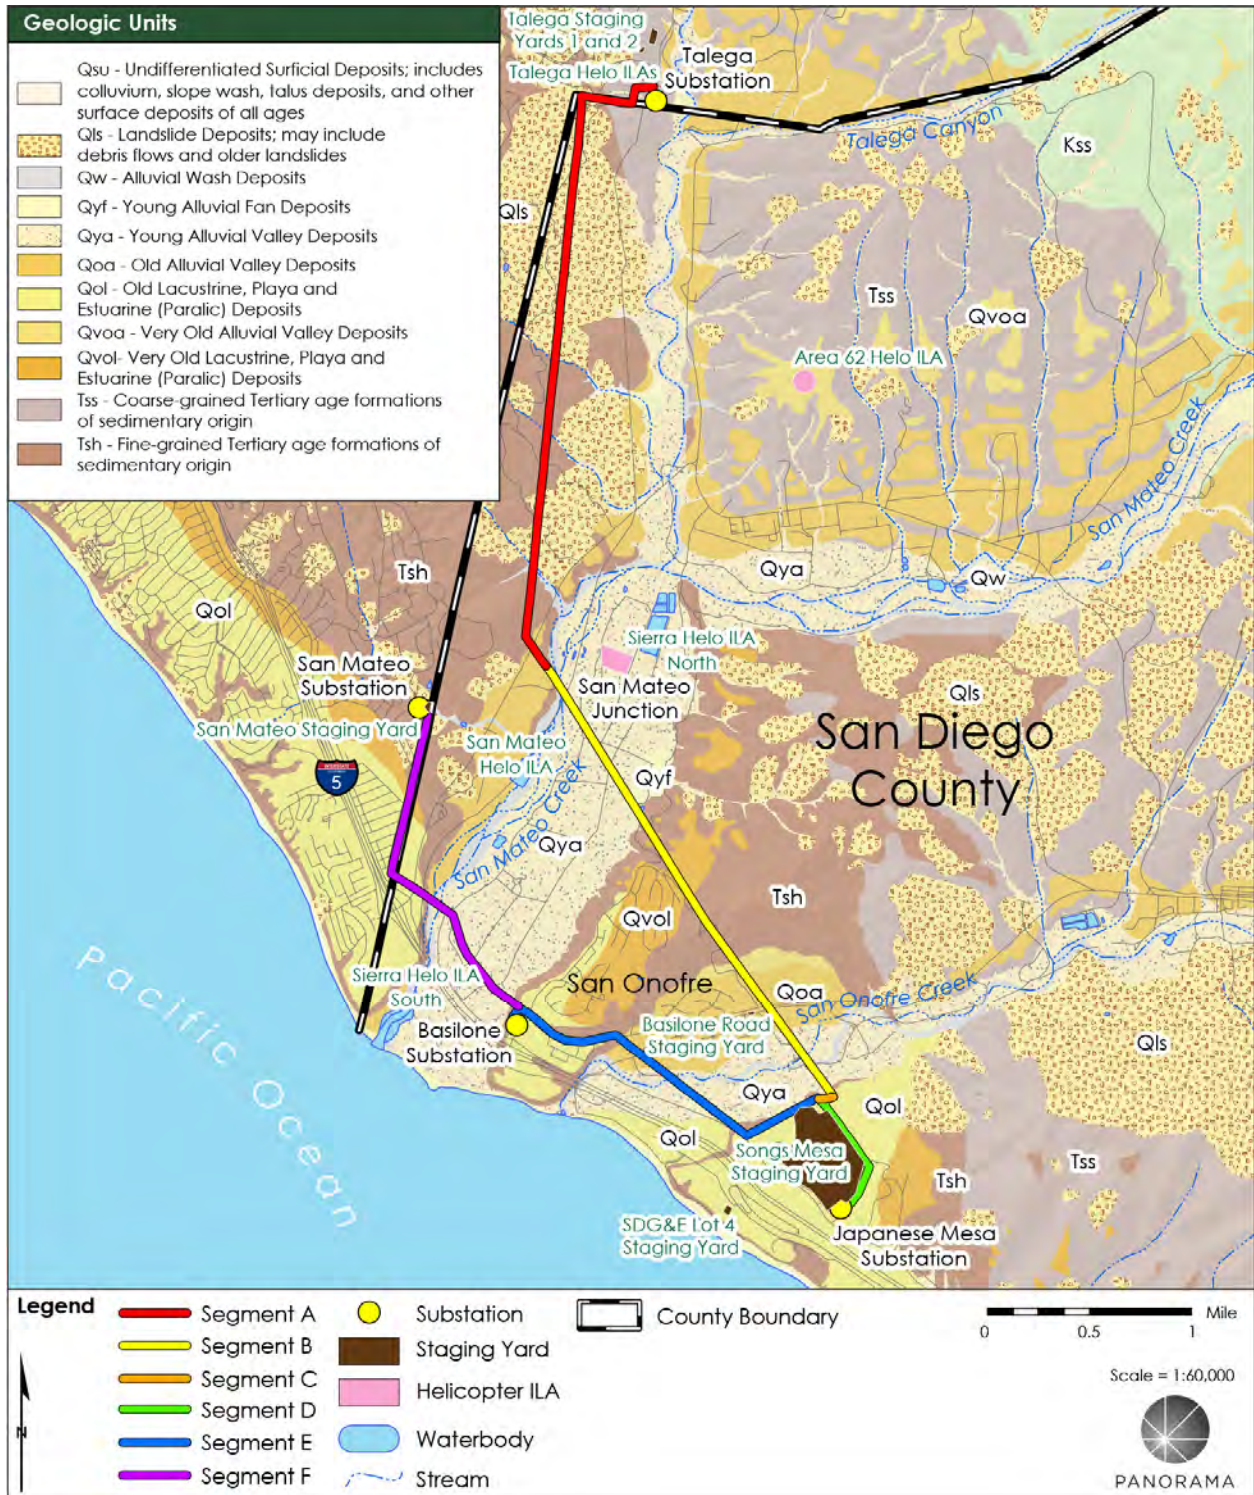 Geologic Units
Qsu - Undifferentiated Surficial Deposits; includes
colluvium, slope wash, talus deposits, and other
surface deposits of all ages
Qls - Landslide Deposits; may include
debris flows and older landslides
Qw - Alluvial Wash Deposits
Qyf - Young Alluvial Fan Deposits
Qya - Young Alluvial Valley Deposits
Qoa - Old Alluvial Valley Deposits
Qol - Old Lacustrine, Playa and
Estuarine (Paralic) Deposits
Qvoa - Very Old Alluvial Valley Deposits
Qvol- Very Old Lacustrine, Playa and
Estuarine (Paralic) Deposits
Tss - Coarse-grained Tertiary age formations
of sedimentary origin
Tsh - Fine-grained Tertiary age formations of
sedimentary origin
Talega Staging
Yards 1 and 2
Talega Helo ILAs
Talega
Substation
Talega Canyon
Kss
Qls
Tss
Qvoa
Area 62 Helo ILA
San Mateo Creek
Qya
Qw
Tsh
Qol
Sierra Helo ILA
North
San Mateo
Substation
San Mateo
Junction
Qls
San Mateo Staging Yard
San Diego
County
San Mateo
Helo ILA
INTERSTATE
5
Qyf
San Mateo Creek
Qya
Tsh
Qvol
Pacific Ocean
Sierra Helo ILA
South
San Onofre
Qoa
San Onofre Creek
Basilone
Substation
Basilone Road
Staging Yard
Qls
Qya
Qol
Qol
Songs Mesa
Staging Yard
Tsh
Tss
SDG&E Lot 4
Staging Yard
Japanese Mesa
Substation
Legend
Segment A
Segment B
Segment C
Segment D
Segment E
Segment F
Substation
Staging Yard
Helicopter ILA
Waterbody
Stream
County Boundary
Mile
0 0.5 1
Scale = 1:60,000
N
PANORAMA